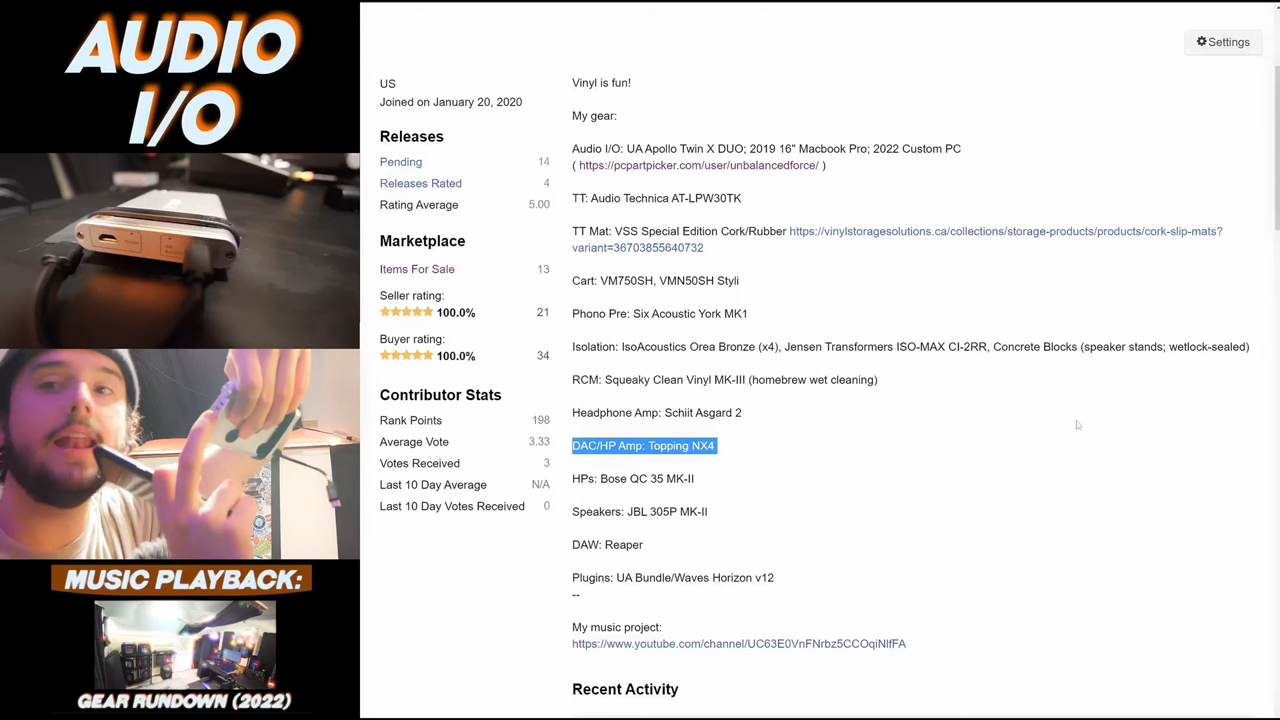 AUDIO
I/O
MUSIC PLAYBACK:
GEAR RUNDOWN (2022)
Settings
US
Joined on January 20, 2020
Releases
Pending 14
Releases Rated 4
Rating Average 5.00
Marketplace
Items For Sale 13
Seller rating:
100.0% 21
Buyer rating:
100.0% 34
Contributor Stats
Rank Points 198
Average Vote 3.33
Votes Received 3
Last 10 Day Average N/A
Last 10 Day Votes Received 0
Vinyl is fun!
My gear:
Audio I/O: UA Apollo Twin X DUO; 2019 16" Macbook Pro; 2022 Custom PC
( https://pcpartpicker.com/user/unbalancedforce/ )
TT: Audio Technica AT-LPW30TK
TT Mat: VSS Special Edition Cork/Rubber https://vinylstoragesolutions.ca/collections/storage-products/products/cork-slip-mats?
variant=36703855640732
Cart: VM750SH, VMN50SH Styli
Phono Pre: Six Acoustic York MK1
Isolation: IsoAcoustics Orea Bronze (x4), Jensen Transformers ISO-MAX CI-2RR, Concrete Blocks (speaker stands; wetlock-sealed)
RCM: Squeaky Clean Vinyl MK-III (homebrew wet cleaning)
Headphone Amp: Schiit Asgard 2
DAC/HP Amp: Topping NX4
HPs: Bose QC 35 MK-II
Speakers: JBL 305P MK-II
DAW: Reaper
Plugins: UA Bundle/Waves Horizon v12
--
My music project:
https://www.youtube.com/channel/UC63E0VnFNrbz5CCOqiNlfFA
Recent Activity